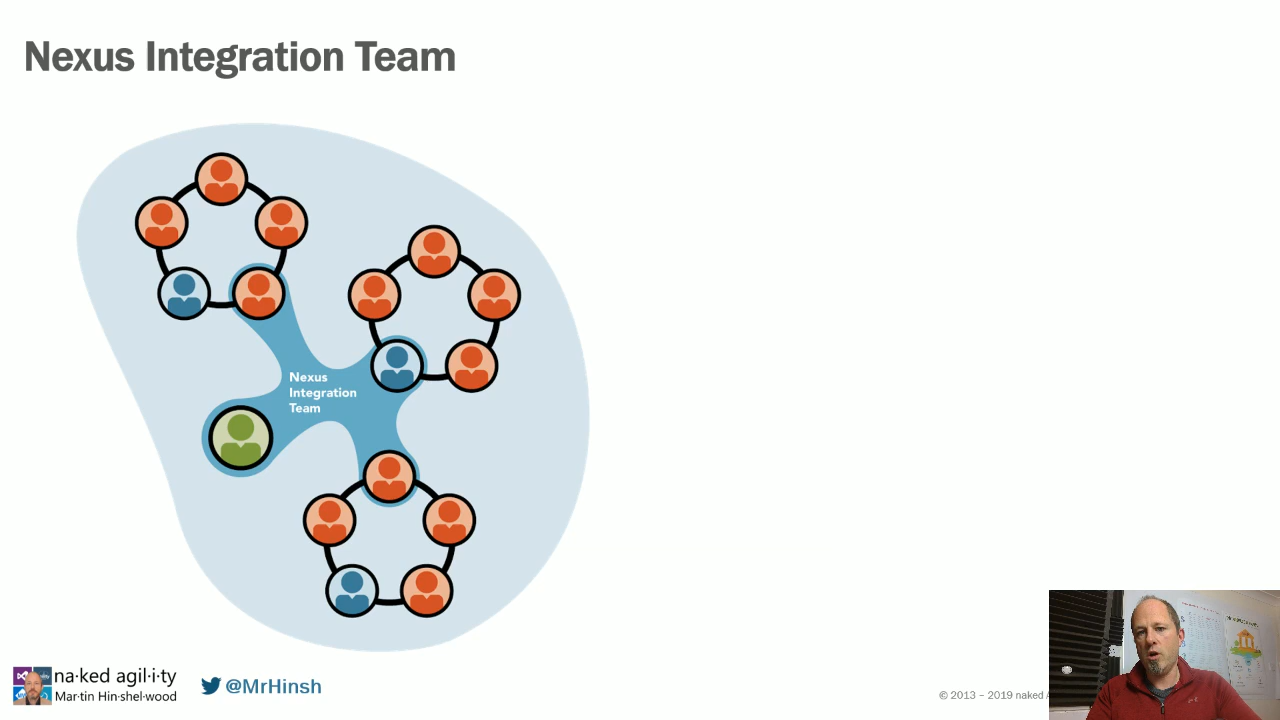 Nexus Integration Team
Nexus
Integration
Team
na·ked agil·i·ty
Mar·tin Hin·shel·wood
@MrHinsh
© 2013 – 2019 naked